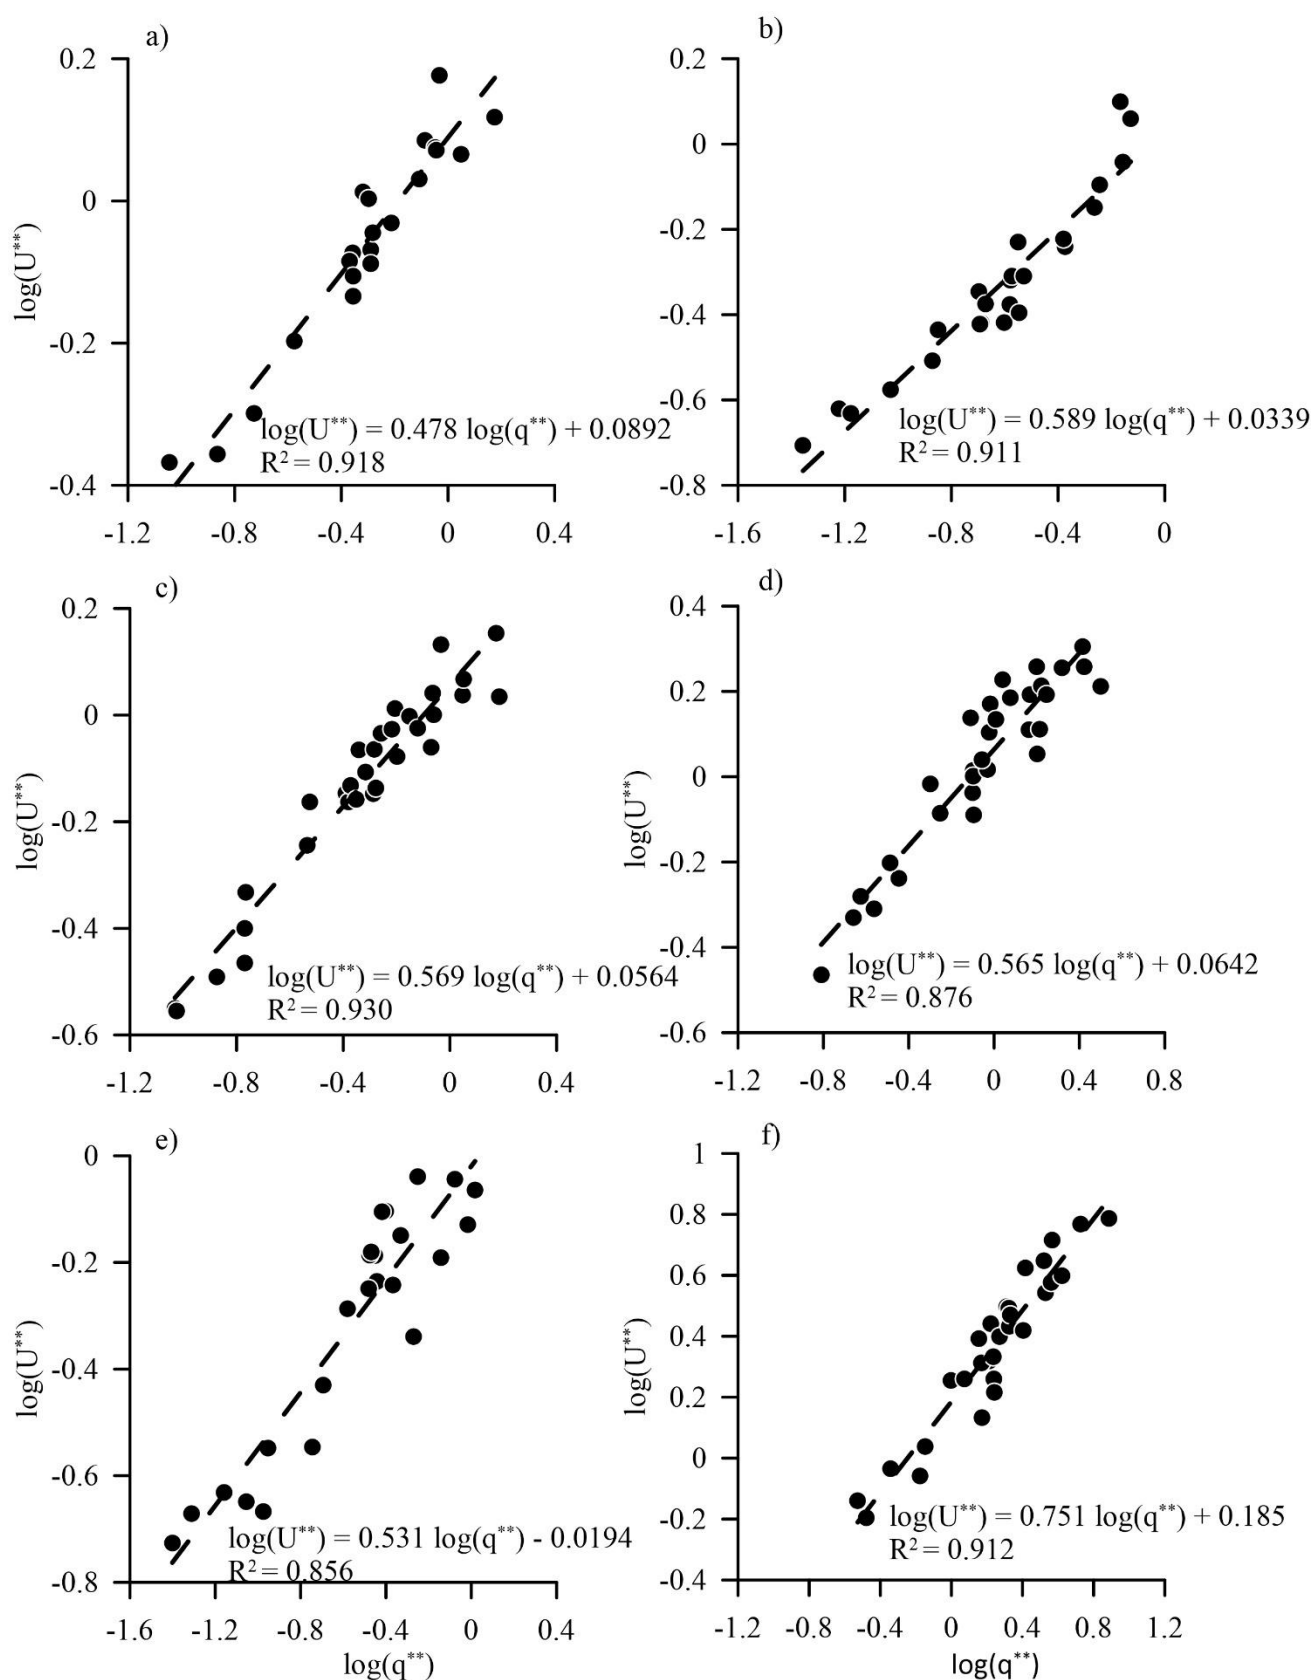 a)
0.2
0
-0.2
-0.4
log(U**)
log(U**) = 0.478 log(q**) + 0.0892
R² = 0.918
-1.2 -0.8 -0.4 0 0.4
b)
0.2
0
-0.2
-0.4
-0.6
-0.8
log(U**) = 0.589 log(q**) + 0.0339
R² = 0.911
-1.6 -1.2 -0.8 -0.4 0
c)
0.2
0
-0.2
-0.4
-0.6
log(U**)
log(U**) = 0.569 log(q**) + 0.0564
R² = 0.930
-1.2 -0.8 -0.4 0 0.4
d)
0.4
0.2
0
-0.2
-0.4
-0.6
log(U**)
log(U**) = 0.565 log(q**) + 0.0642
R² = 0.876
-1.2 -0.8 -0.4 0 0.4 0.8
e)
0
-0.2
-0.4
-0.6
-0.8
log(U**)
log(U**) = 0.531 log(q**) - 0.0194
R² = 0.856
-1.6 -1.2 -0.8 -0.4 0 0.4
log(q**)
f)
1
0.8
0.6
0.4
0.2
0
-0.2
-0.4
log(U**)
log(U**) = 0.751 log(q**) + 0.185
R² = 0.912
-1.2 -0.8 -0.4 0 0.4 0.8 1.2
log(q**)